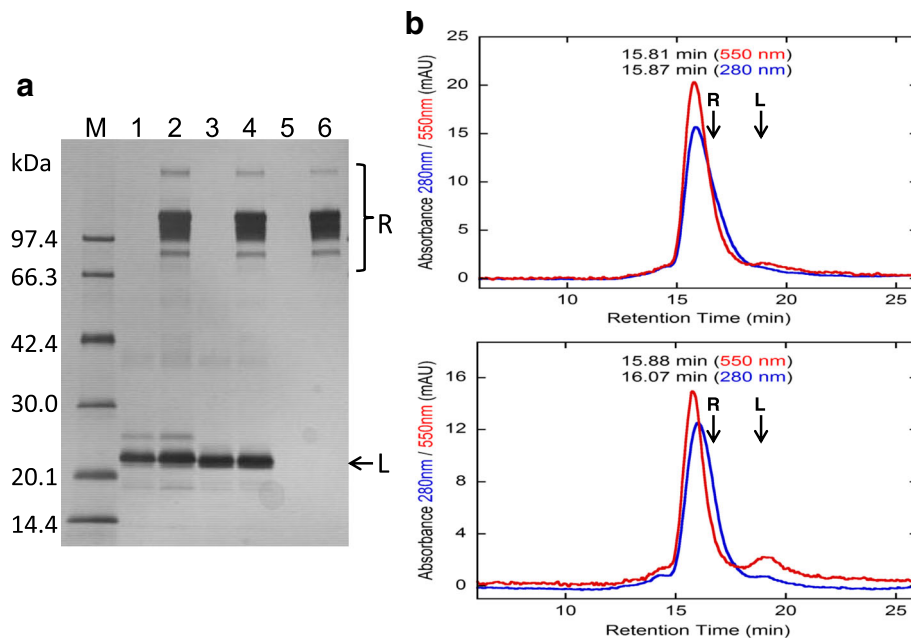 a
M 1 2 3 4 5 6
kDa
97.4
66.3
42.4
30.0
20.1
14.4
R
L
b
Absorbance 280nm / 550nm (mAU)
25
20
15
10
5
0
15.81 min (550 nm)
15.87 min (280 nm)
R L
10 15 20 25
Retention Time (min)
Absorbance 280nm / 550nm (mAU)
16
12
8
4
0
15.88 min (550 nm)
16.07 min (280 nm)
R L
10 15 20 25
Retention Time (min)